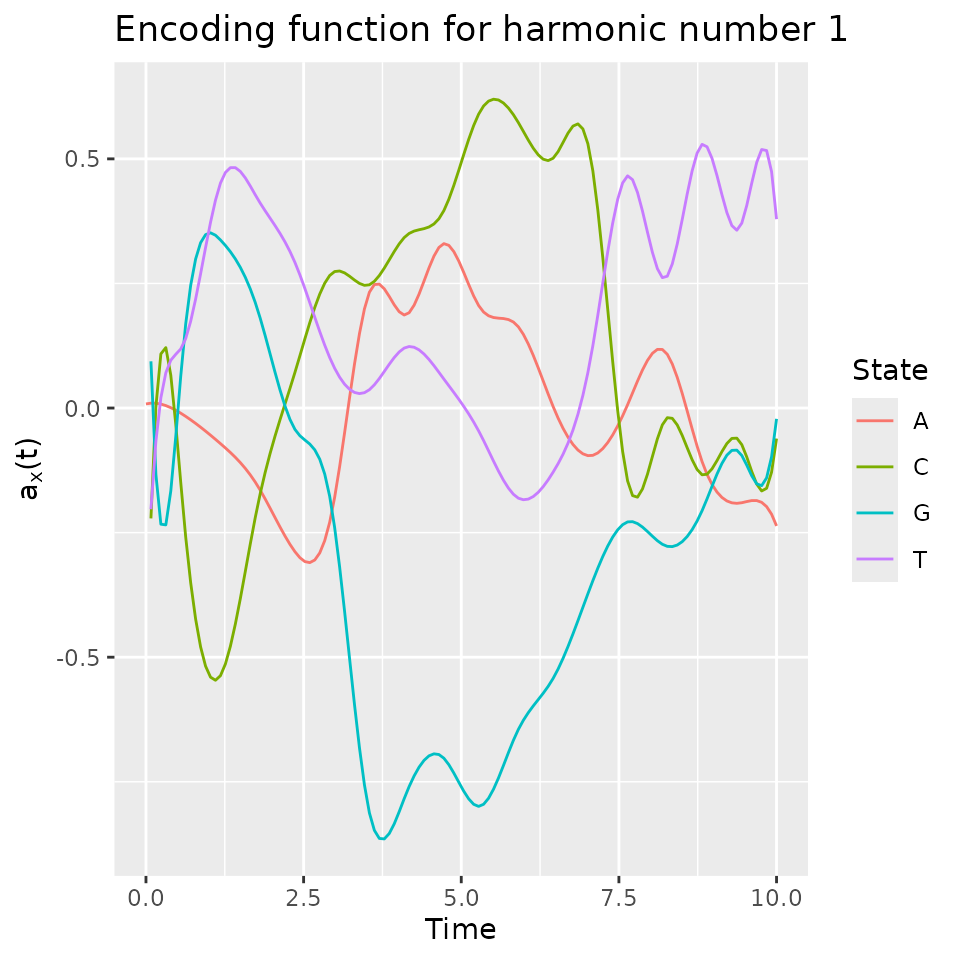 Encoding function for harmonic number 1
0.5
0.0
-0.5
aₓ(t)
0.0 2.5 5.0 7.5 10.0
Time
State
A
C
G
T